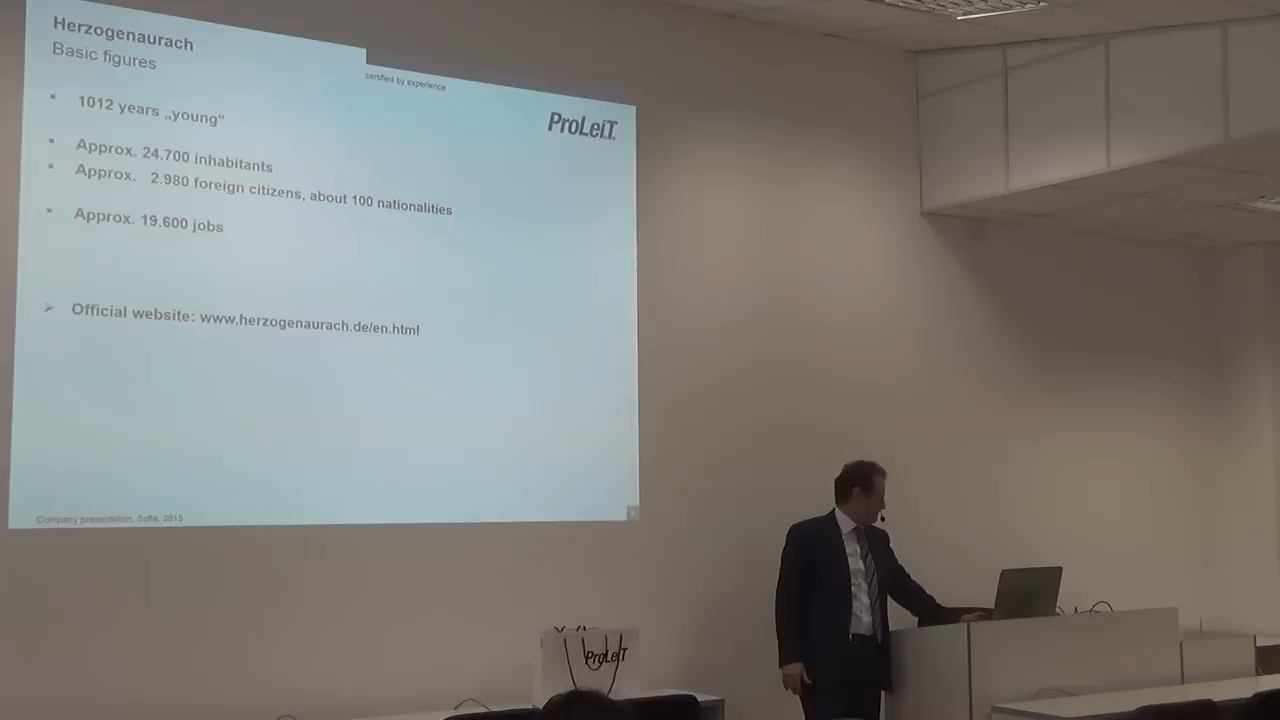 Herzogenaurach
Basic figures
certified by experience
ProLeiT
1012 years „young“
Approx. 24.700 inhabitants
Approx. 2.980 foreign citizens, about 100 nationalities
Approx. 19.600 jobs
Official website: www.herzogenaurach.de/en.html
Company presentation, Sofia, 2015
ProLeiT